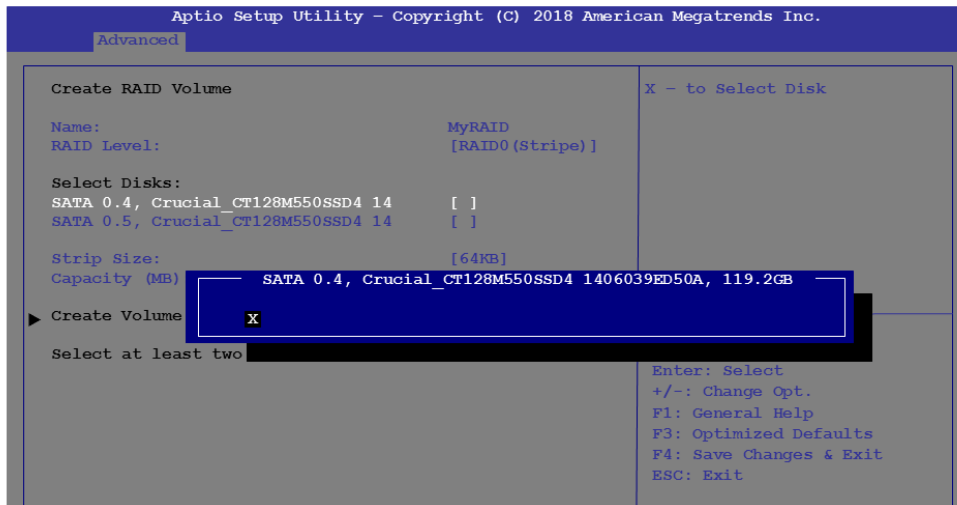 Aptio Setup Utility – Copyright (C) 2018 American Megatrends Inc.
Advanced
Create RAID Volume
X – to Select Disk
Name: MyRAID
RAID Level: [RAID0(Stripe)]
Select Disks:
SATA 0.4, Crucial_CT128M550SSD4 14 [ ]
SATA 0.5, Crucial_CT128M550SSD4 14 [ ]
Strip Size: [64KB]
Capacity (MB)
SATA 0.4, Crucial_CT128M550SSD4 1406039ED50A, 119.2GB
X
Create Volume
Select at least two
Enter: Select
+/-: Change Opt.
F1: General Help
F3: Optimized Defaults
F4: Save Changes & Exit
ESC: Exit